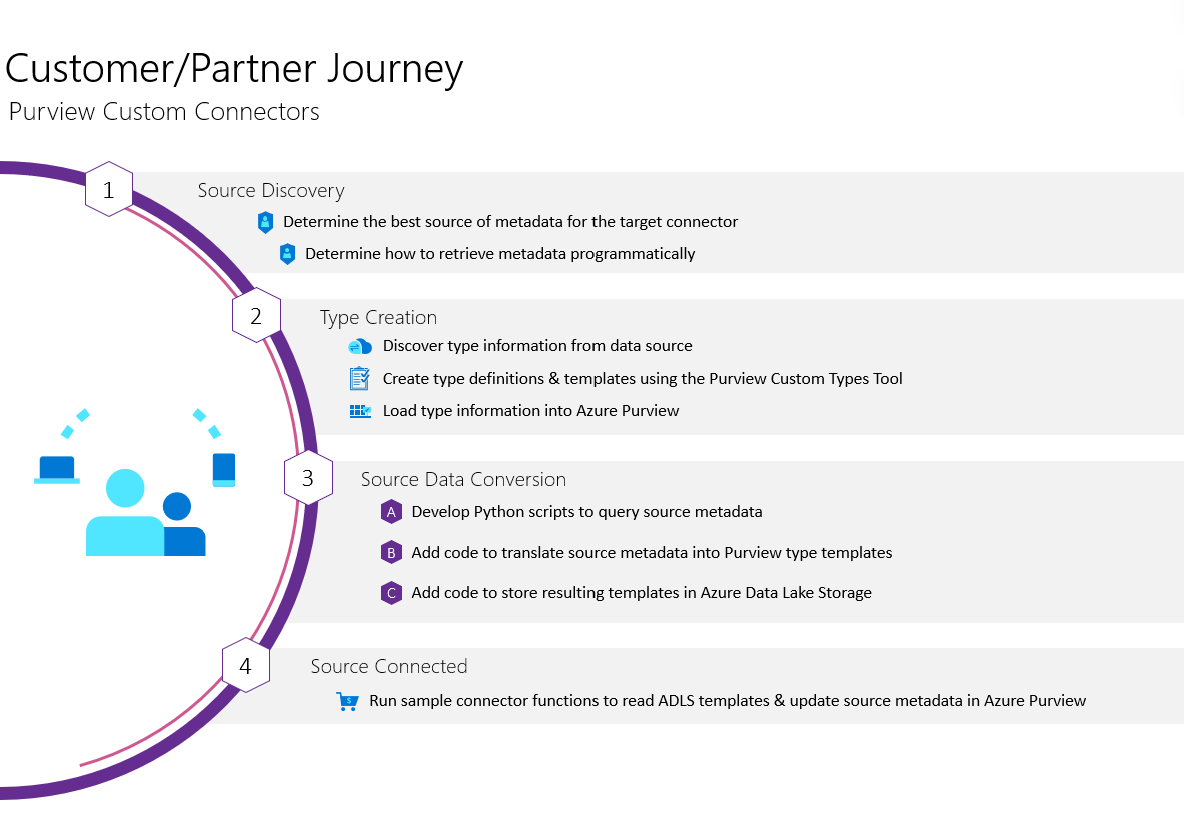 Customer/Partner Journey
Purview Custom Connectors
1
Source Discovery
Determine the best source of metadata for the target connector
Determine how to retrieve metadata programmatically
2
Type Creation
Discover type information from data source
Create type definitions & templates using the Purview Custom Types Tool
Load type information into Azure Purview
3
Source Data Conversion
A Develop Python scripts to query source metadata
B Add code to translate source metadata into Purview type templates
C Add code to store resulting templates in Azure Data Lake Storage
4
Source Connected
Run sample connector functions to read ADLS templates & update source metadata in Azure Purview